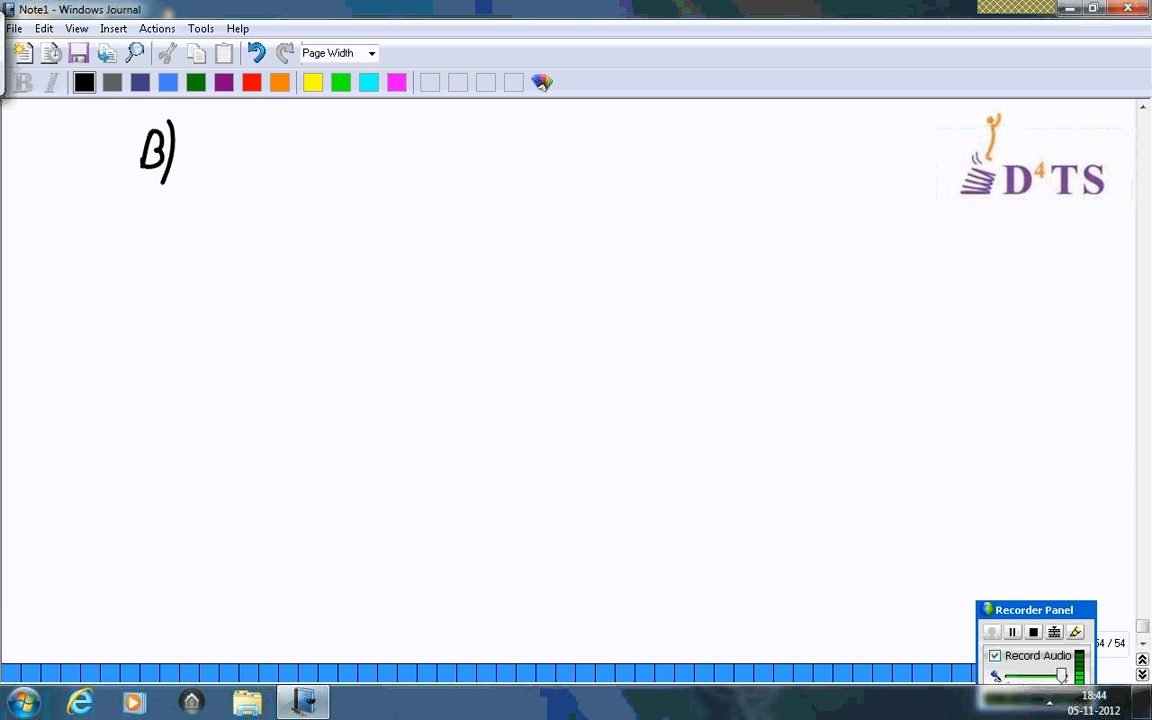 Note1 - Windows Journal
File Edit View Insert Actions Tools Help
Page Width
B I
B)
D4TS
Recorder Panel
54 / 54
Record Audio
18:44
05-11-2012